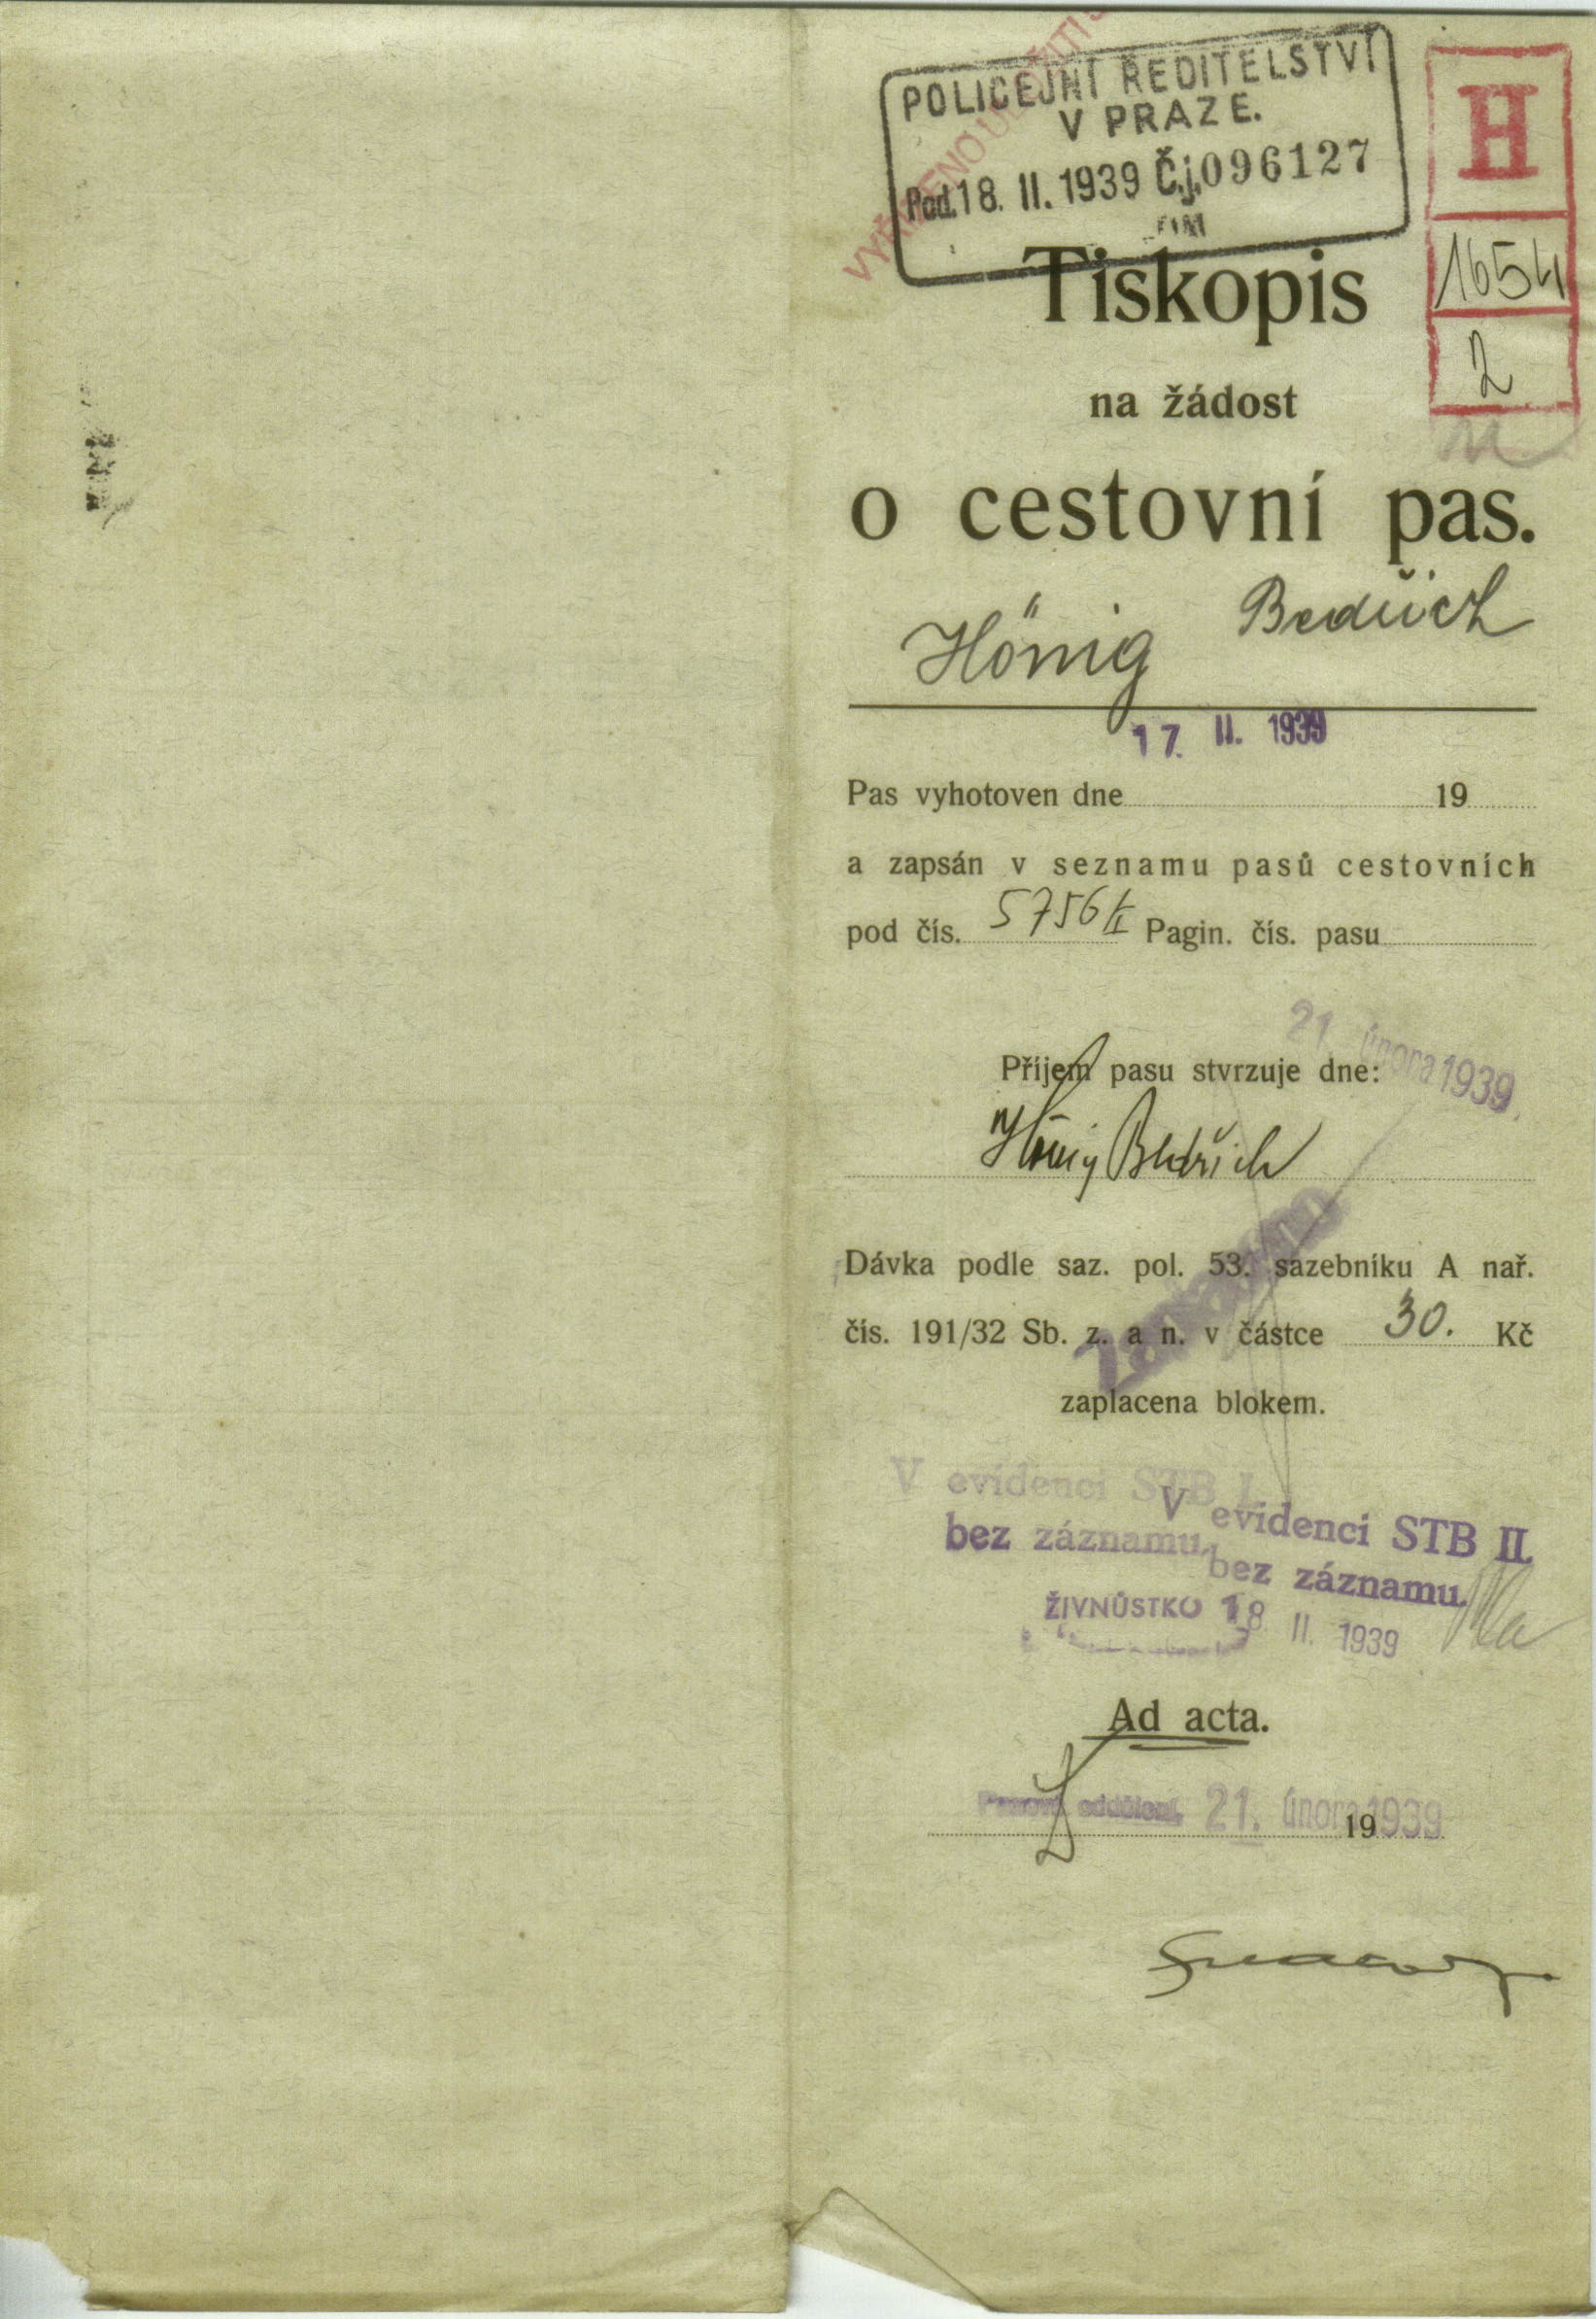 POLICEJNÍ ŘEDITELSTVÍ
V PRAZE.
Pod. 18. II. 1939 Č.j. 096127
H
1654
2
Tiskopis
na žádost
o cestovní pas.
Hönig Bedřich
17. II. 1939
Pas vyhotoven dne 19
a zapsán v seznamu pasů cestovních
pod čís. 5756/II Pagin. čís. pasu
21. února 1939
Příjem pasu stvrzuje dne:
Hönig Bedřich
Dávka podle saz. pol. 53. sazebníku A nař.
čís. 191/32 Sb. z. a n. v částce 30. Kč
Zaplaceno
zaplacena blokem.
V evidenci STB I.
bez záznamu.
V evidenci STB II.
bez záznamu.
ŽIVNŮSTKO 18 II. 1939
Ad acta.
Pasové oddělení, 21. února 1939
19